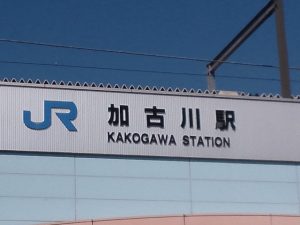 JR 加古川駅
KAKOGAWA STATION